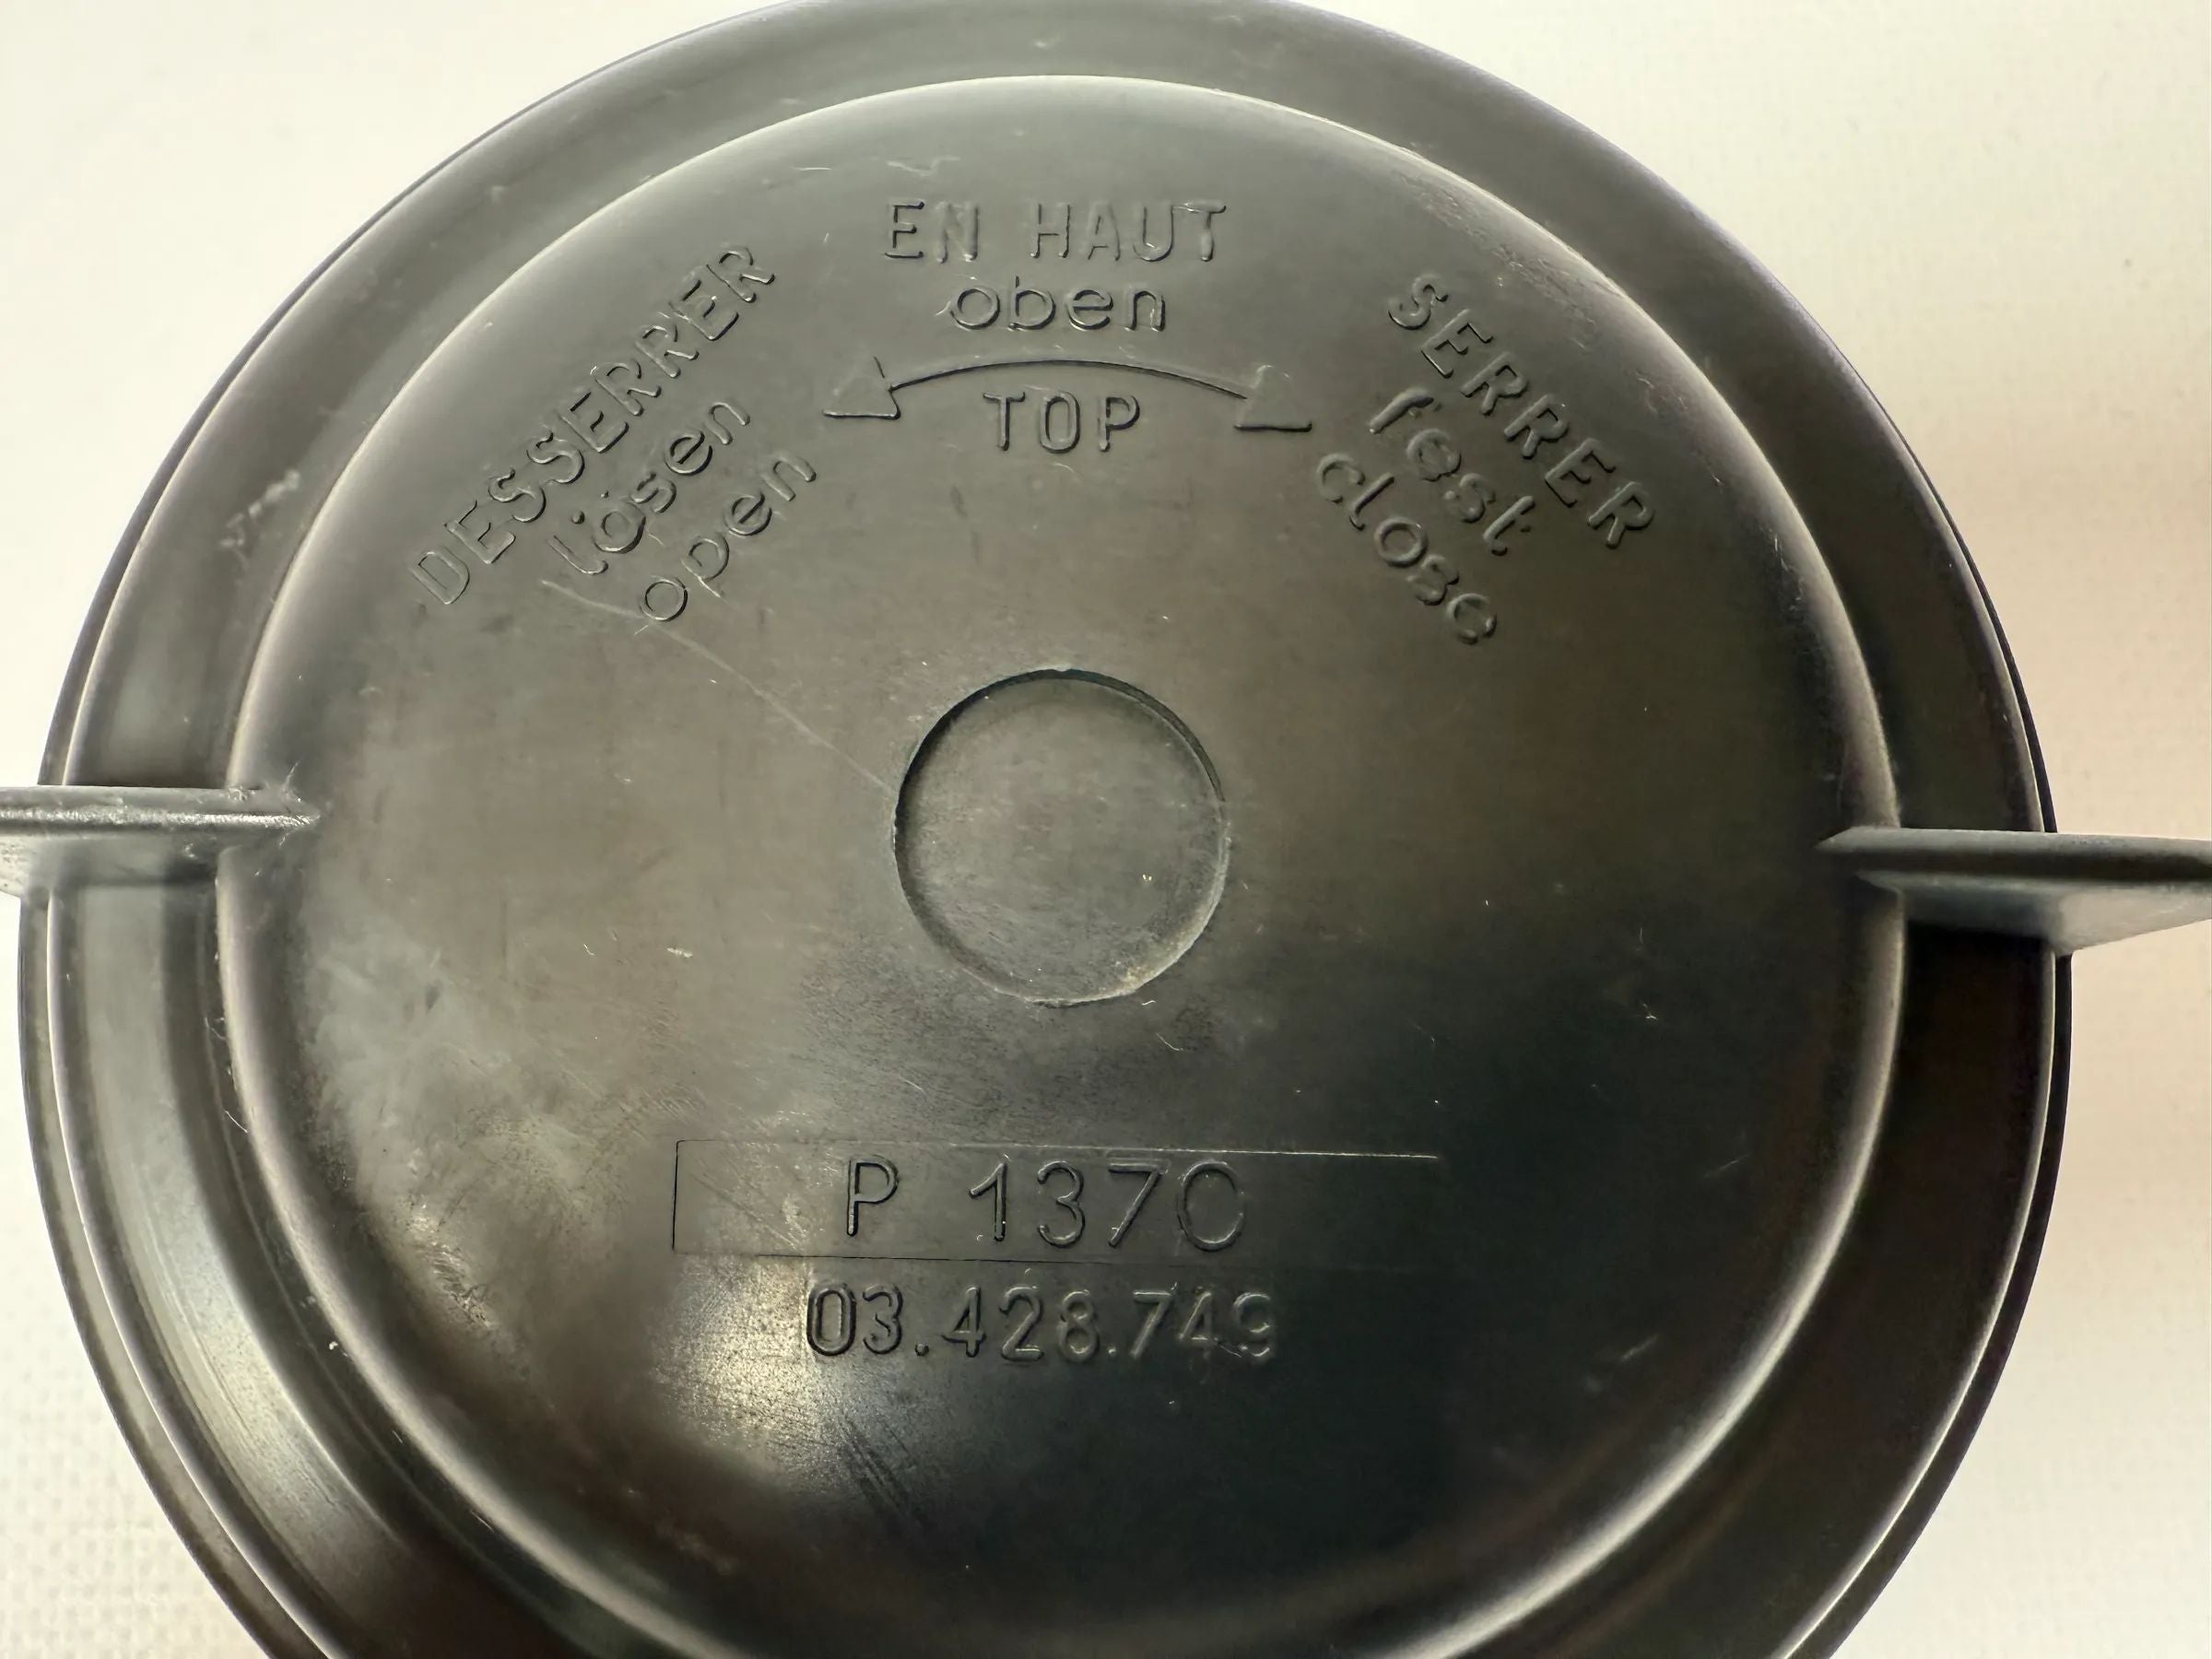 EN HAUT
oben
TOP
DESSERRER
lösen
open
SERRER
fest
close
P 1370
03.428.749